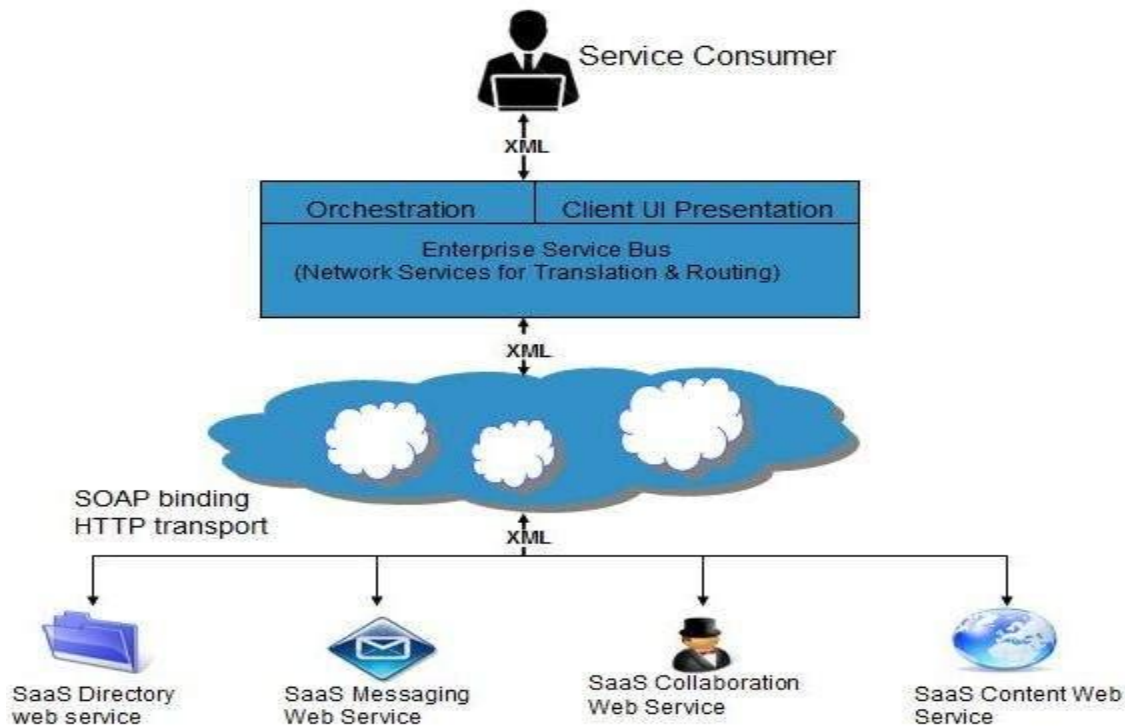 Service Consumer
XML
Orchestration
Client UI Presentation
Enterprise Service Bus
(Network Services for Translation & Routing)
XML
SOAP binding
HTTP transport
XML
SaaS Directory
web service
SaaS Messaging
Web Service
SaaS Collaboration
Web Service
SaaS Content Web
Service